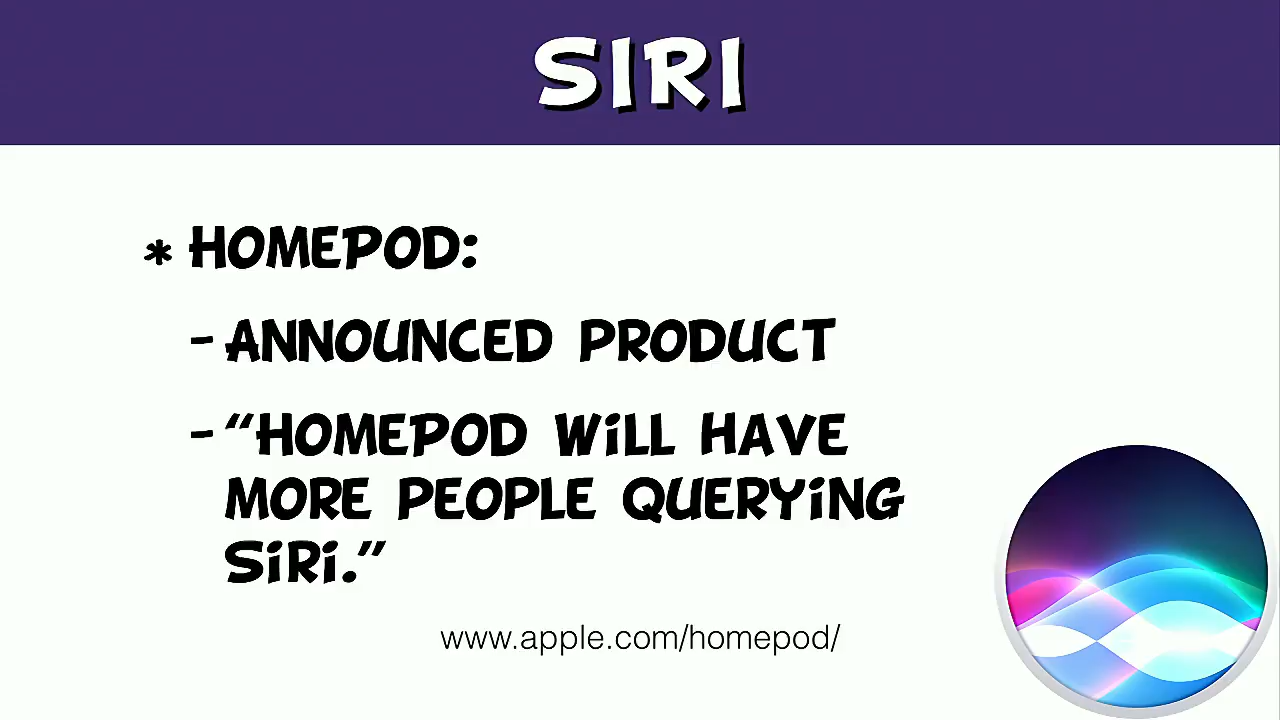 SIRI
* HOMEPOD:
- ANNOUNCED PRODUCT
- “HOMEPOD WiLL HAVE
MORE PEOPLE QUERYiNG
SiRi.”
www.apple.com/homepod/